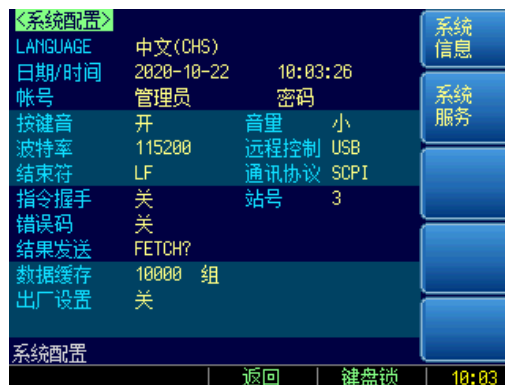 <系统配置>
LANGUAGE 中文(CHS)
日期/时间 2020-10-22 10:03:26
帐号 管理员 密码
按键音 开 音量 小
波特率 115200 远程控制 USB
结束符 LF 通讯协议 SCPI
指令握手 关 站号 3
错误码 关
结果发送 FETCH?
数据缓存 10000 组
出厂设置 关
系统配置
系统
信息
系统
服务
返回 键盘锁 10:03